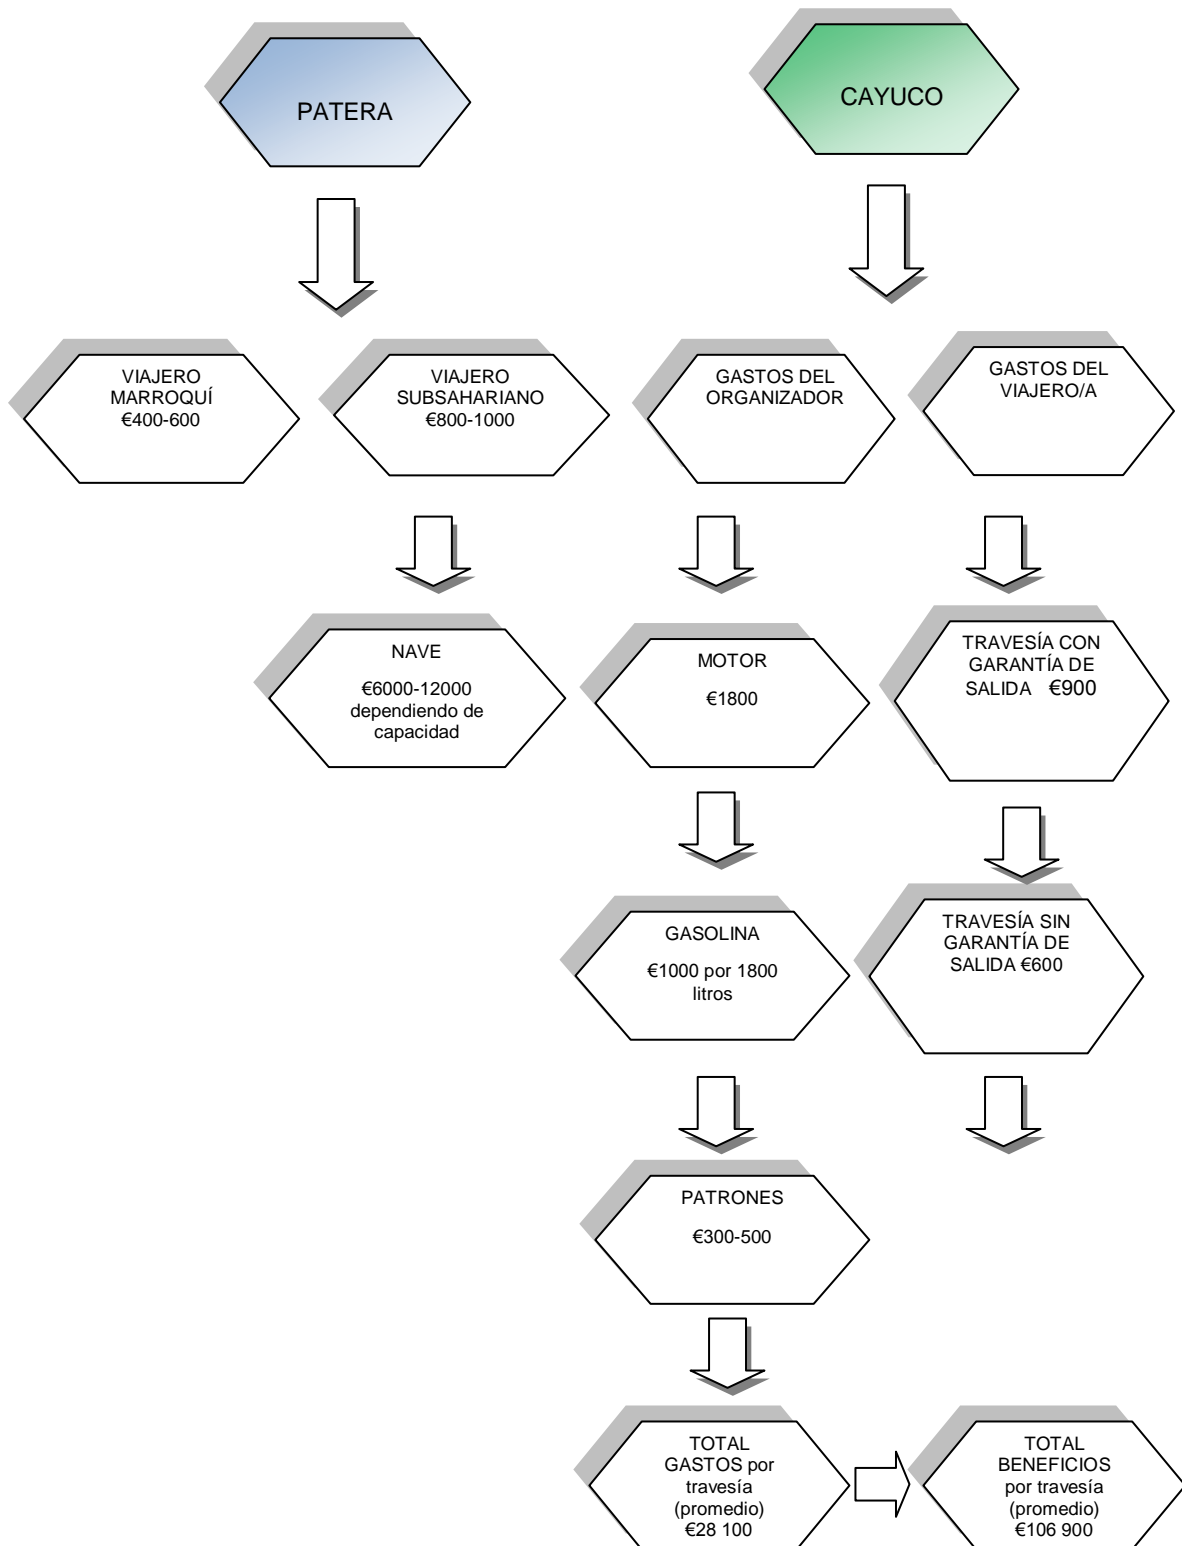 PATERA
CAYUCO
VIAJERO
MARROQUÍ
€400-600
VIAJERO
SUBSAHARIANO
€800-1000
GASTOS DEL
ORGANIZADOR
GASTOS DEL
VIAJERO/A
NAVE
€6000-12000
dependiendo de
capacidad
MOTOR
€1800
TRAVESÍA CON
GARANTÍA DE
SALIDA €900
GASOLINA
€1000 por 1800
litros
TRAVESÍA SIN
GARANTÍA DE
SALIDA €600
PATRONES
€300-500
TOTAL
GASTOS por
travesía
(promedio)
€28 100
TOTAL
BENEFICIOS
por travesía
(promedio)
€106 900